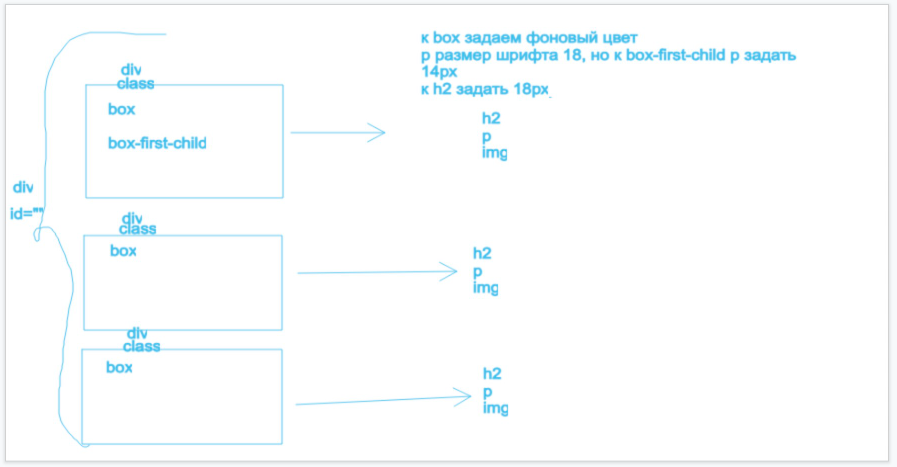 к box задаем фоновый цвет
р размер шрифта 18, но к box-first-child p задать
14px
к h2 задать 18px
div
class
box
box-first-child
h2
p
img
div
id=""
div
class
box
h2
p
img
div
class
box
h2
p
img